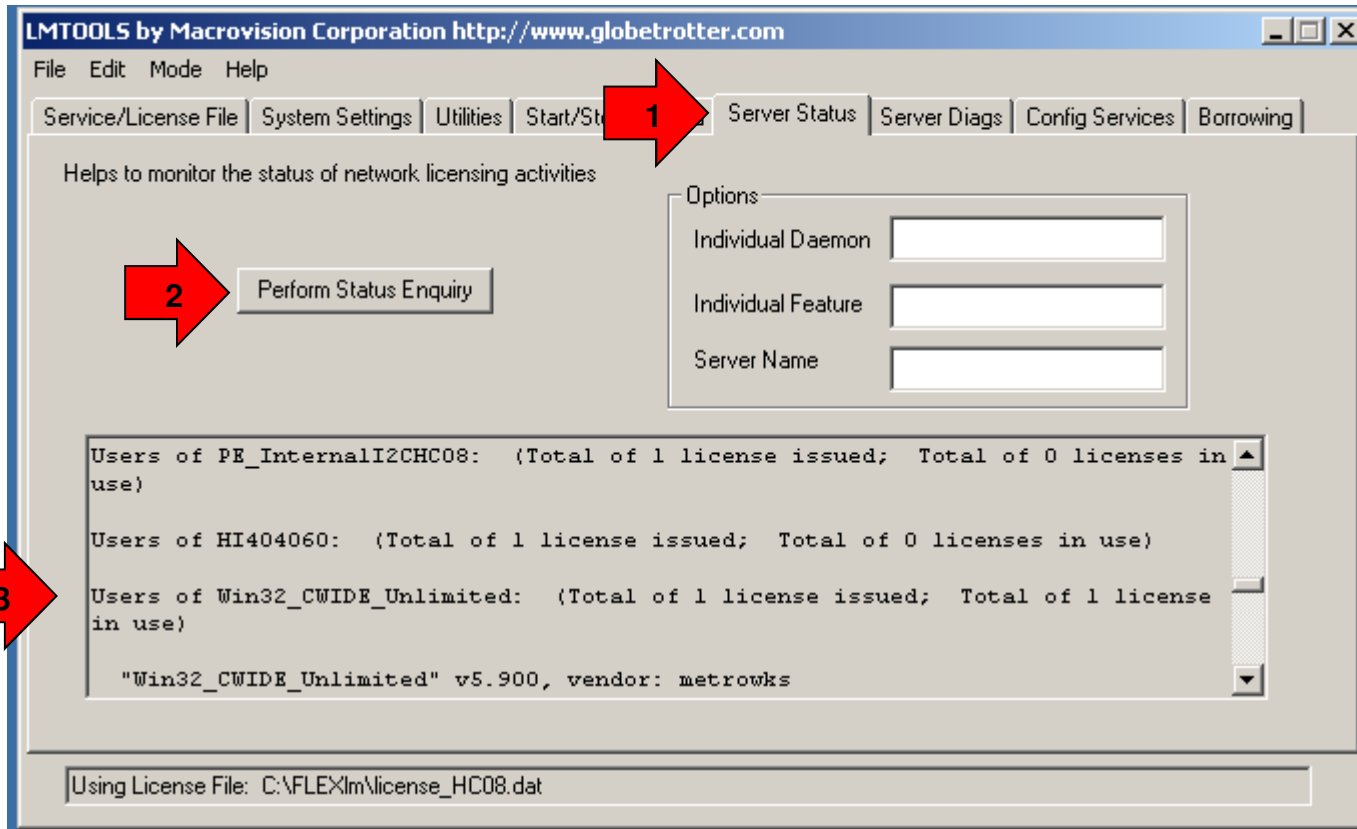 LMTOOLS by Macrovision Corporation http://www.globetrotter.com
File Edit Mode Help
Service/License File System Settings Utilities Start/St 1 Server Status Server Diags Config Services Borrowing
Helps to monitor the status of network licensing activities
Options
Individual Daemon
2 Perform Status Enquiry
Individual Feature
Server Name
Users of PE_InternalI2CHC08: (Total of 1 license issued; Total of 0 licenses in
use)
Users of HI404060: (Total of 1 license issued; Total of 0 licenses in use)
3 Users of Win32_CWIDE_Unlimited: (Total of 1 license issued; Total of 1 license
in use)
"Win32_CWIDE_Unlimited" v5.900, vendor: metrowks
Using License File: C:\FLEXlm\license_HC08.dat